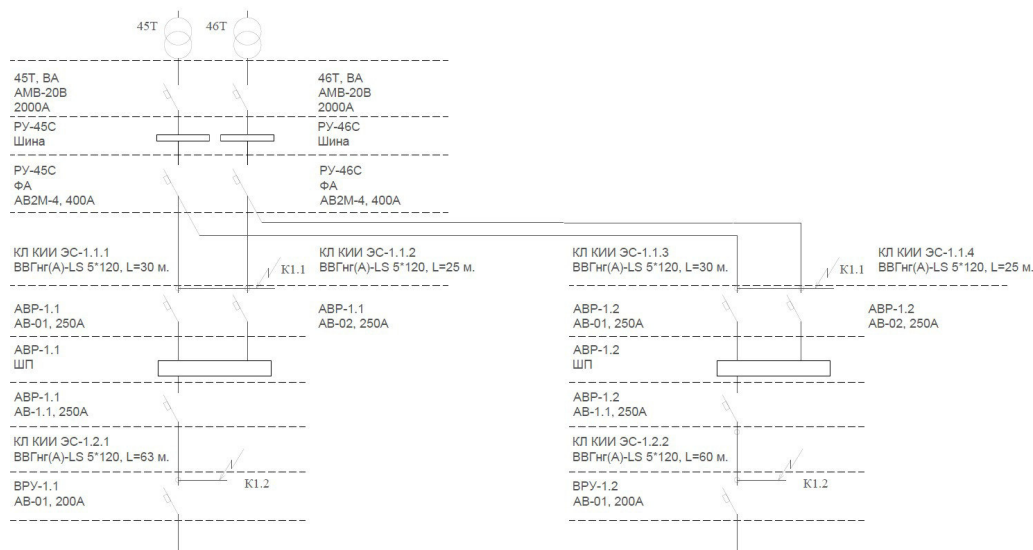 45Т 46Т
45Т, ВА
АМВ-20В
2000А
46Т, ВА
АМВ-20В
2000А
РУ-45С
Шина
РУ-46С
Шина
РУ-45С
ФА
АВ2М-4, 400А
РУ-46С
ФА
АВ2М-4, 400А
КЛ КИИ ЭС-1.1.1
ВВГнг(А)-LS 5*120, L=30 м.
К1.1
КЛ КИИ ЭС-1.1.2
ВВГнг(А)-LS 5*120, L=25 м.
КЛ КИИ ЭС-1.1.3
ВВГнг(А)-LS 5*120, L=30 м.
К1.1
КЛ КИИ ЭС-1.1.4
ВВГнг(А)-LS 5*120, L=25 м.
АВР-1.1
АВ-01, 250А
АВР-1.1
АВ-02, 250А
АВР-1.2
АВ-01, 250А
АВР-1.2
АВ-02, 250А
АВР-1.1
ШП
АВР-1.2
ШП
АВР-1.1
АВ-1.1, 250А
АВР-1.2
АВ-1.1, 250А
КЛ КИИ ЭС-1.2.1
ВВГнг(А)-LS 5*120, L=63 м.
К1.2
КЛ КИИ ЭС-1.2.2
ВВГнг(А)-LS 5*120, L=60 м.
К1.2
ВРУ-1.1
АВ-01, 200А
ВРУ-1.2
АВ-01, 200А